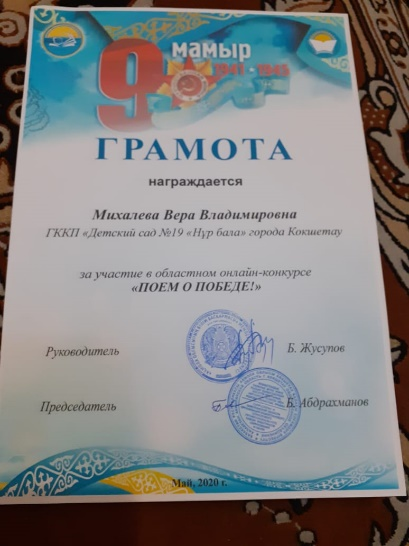 9 мамыр
1941-1945
ГРАМОТА
награждается
Михалева Вера Владимировна
ГККП «Детский сад №19 «Нұр бала» города Кокшетау
за участие в областном онлайн-конкурсе
«ПОЕМ О ПОБЕДЕ!»
Руководитель Б. Жусупов
Председатель Б. Абдрахманов
Май, 2020 г.